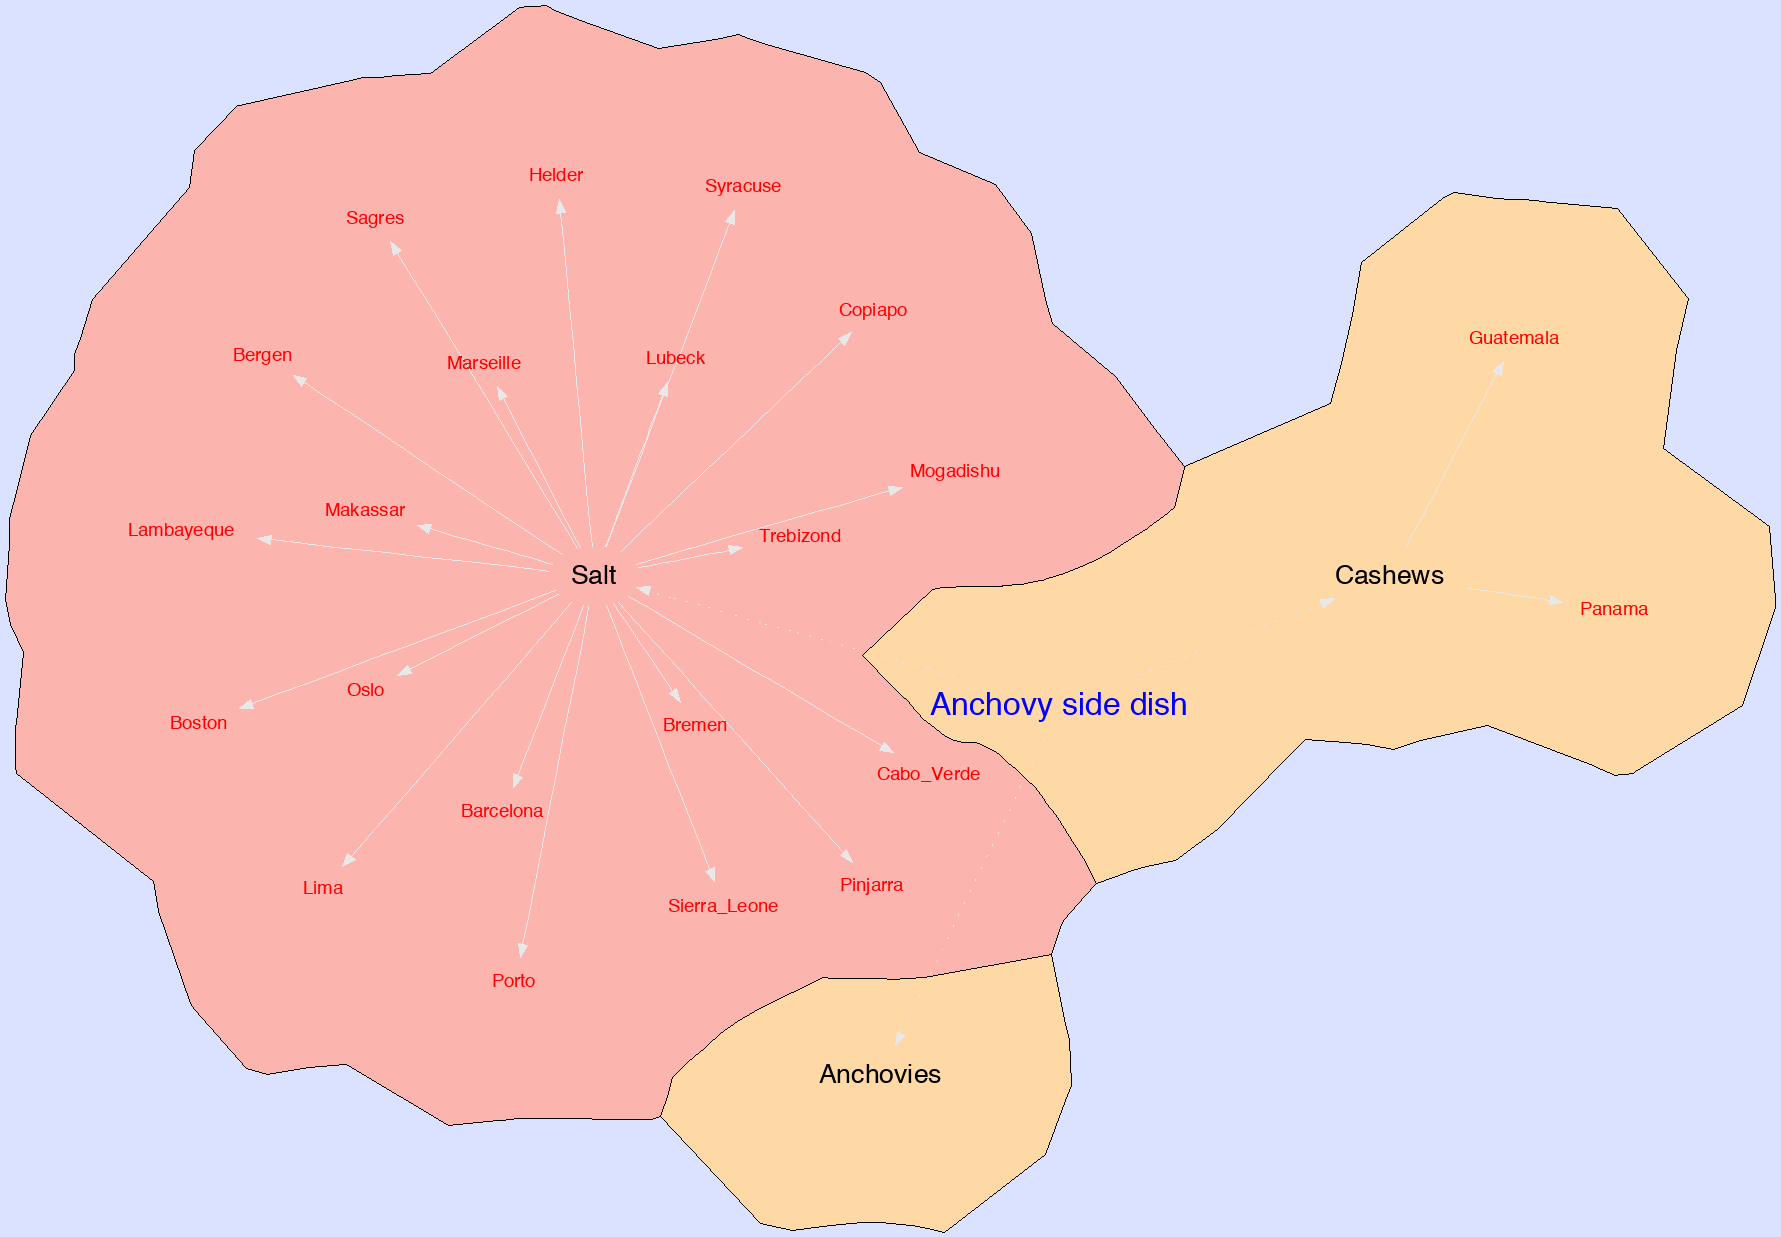 Helder
Syracuse
Sagres
Copiapo
Guatemala
Bergen
Marseille
Lubeck
Mogadishu
Makassar
Lambayeque
Trebizond
Salt
Cashews
Panama
Oslo
Anchovy side dish
Boston
Bremen
Cabo_Verde
Barcelona
Lima
Pinjarra
Sierra_Leone
Porto
Anchovies